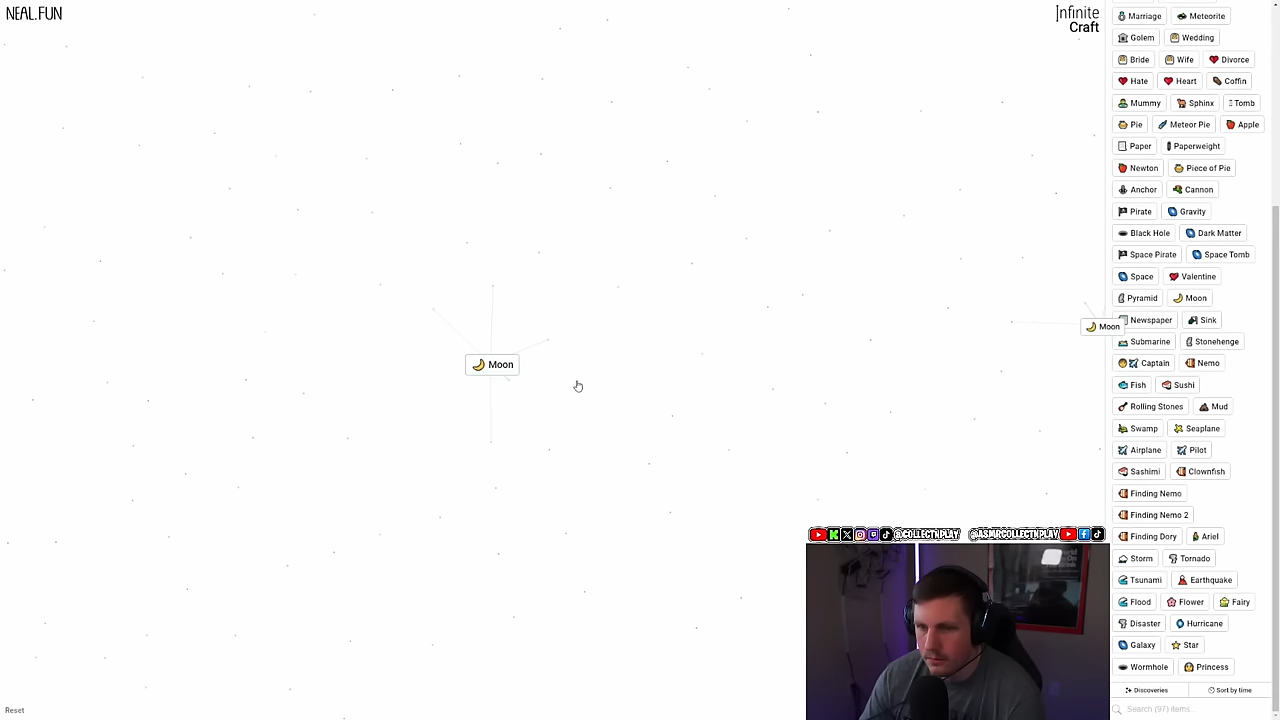 NEAL.FUN
Infinite
Craft
Marriage
Meteorite
Golem
Wedding
Bride
Wife
Divorce
Hate
Heart
Coffin
Mummy
Sphinx
Tomb
Pie
Meteor Pie
Apple
Paper
Paperweight
Newton
Piece of Pie
Anchor
Cannon
Pirate
Gravity
Black Hole
Dark Matter
Space Pirate
Space Tomb
Space
Valentine
Pyramid
Moon
Newspaper
Sink
Moon
Submarine
Stonehenge
Captain
Nemo
Moon
Fish
Sushi
Rolling Stones
Mud
Swamp
Seaplane
Airplane
Pilot
Sashimi
Clownfish
Finding Nemo
Finding Nemo 2
Finding Dory
Ariel
@COLLECTNPLAY
Storm
Tornado
Tsunami
Earthquake
Flood
Flower
Fairy
Disaster
Hurricane
Galaxy
Star
Wormhole
Princess
Discoveries
Sort by time
Search (97) items...
Reset